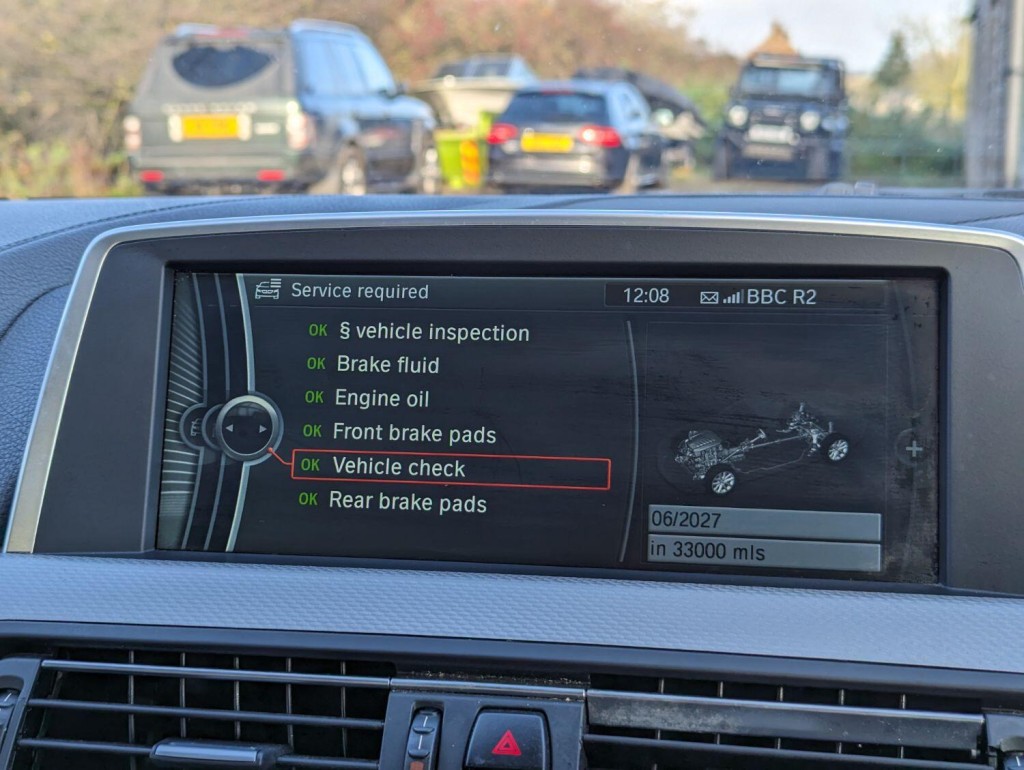 Service required
12:08
BBC R2
OK § vehicle inspection
OK Brake fluid
OK Engine oil
OK Front brake pads
OK Vehicle check
OK Rear brake pads
06/2027
in 33000 mls